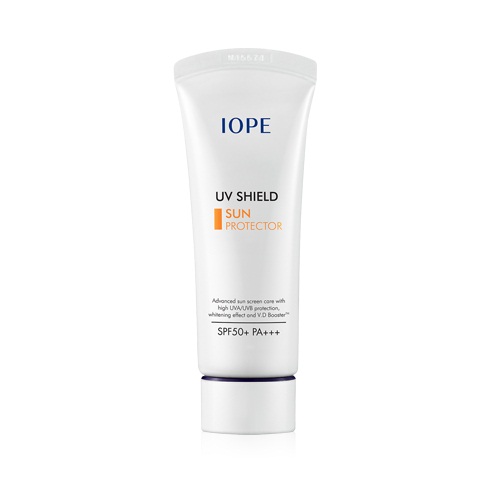 IOPE
UV SHIELD
SUN
PROTECTOR
Advanced sun screen care with
high UVA/UVB protection,
whitening effect and V.D Booster™
SPF50+ PA+++